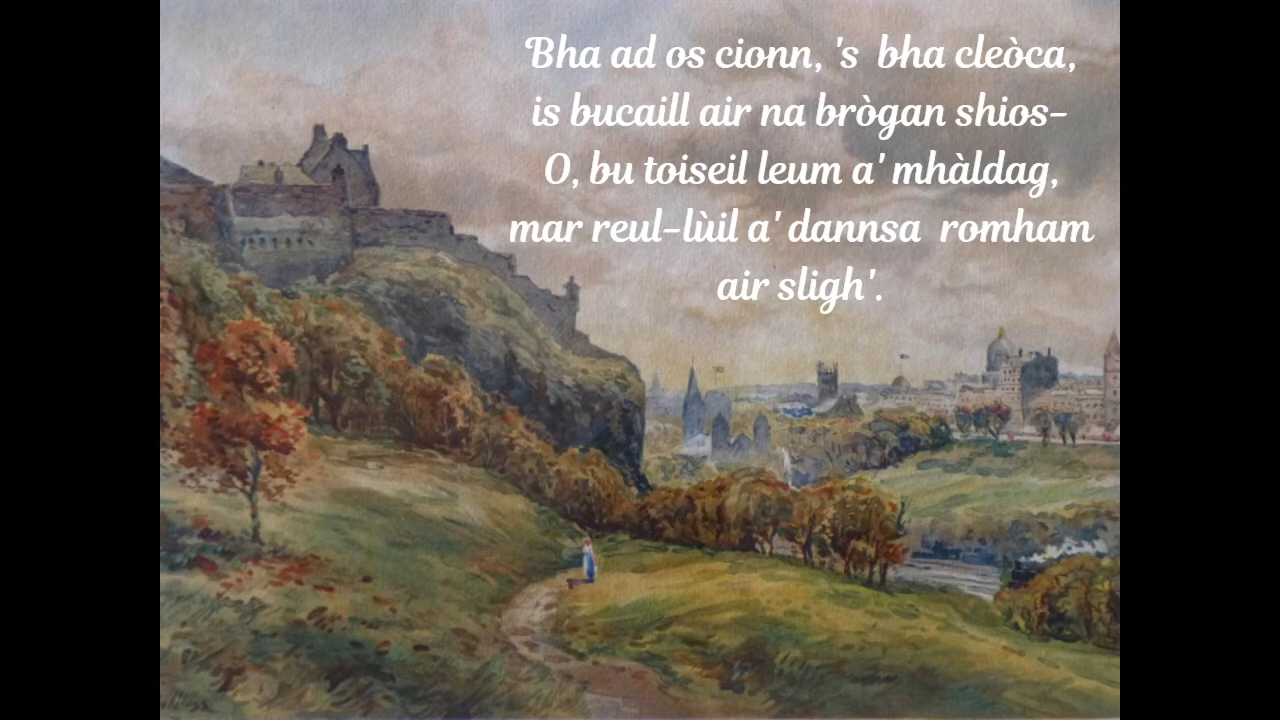 Bha ad os cionn, 's bha cleòca,
is bucaill air na brògan shios-
O, bu toiseil leum a' mhàldag,
mar reul-lùil a' dannsa romham
air sligh'.